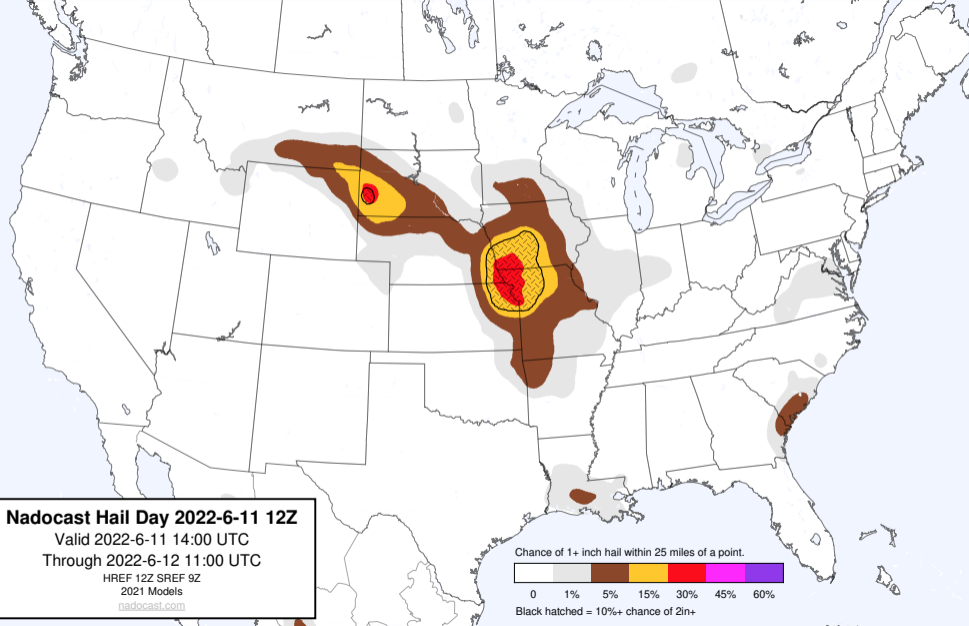 Nadocast Hail Day 2022-6-11 12Z
Valid 2022-6-11 14:00 UTC
Through 2022-6-12 11:00 UTC
HREF 12Z SREF 9Z
2021 Models
nadocast.com
Chance of 1+ inch hail within 25 miles of a point.
0 1% 5% 15% 30% 45% 60%
Black hatched = 10%+ chance of 2in+